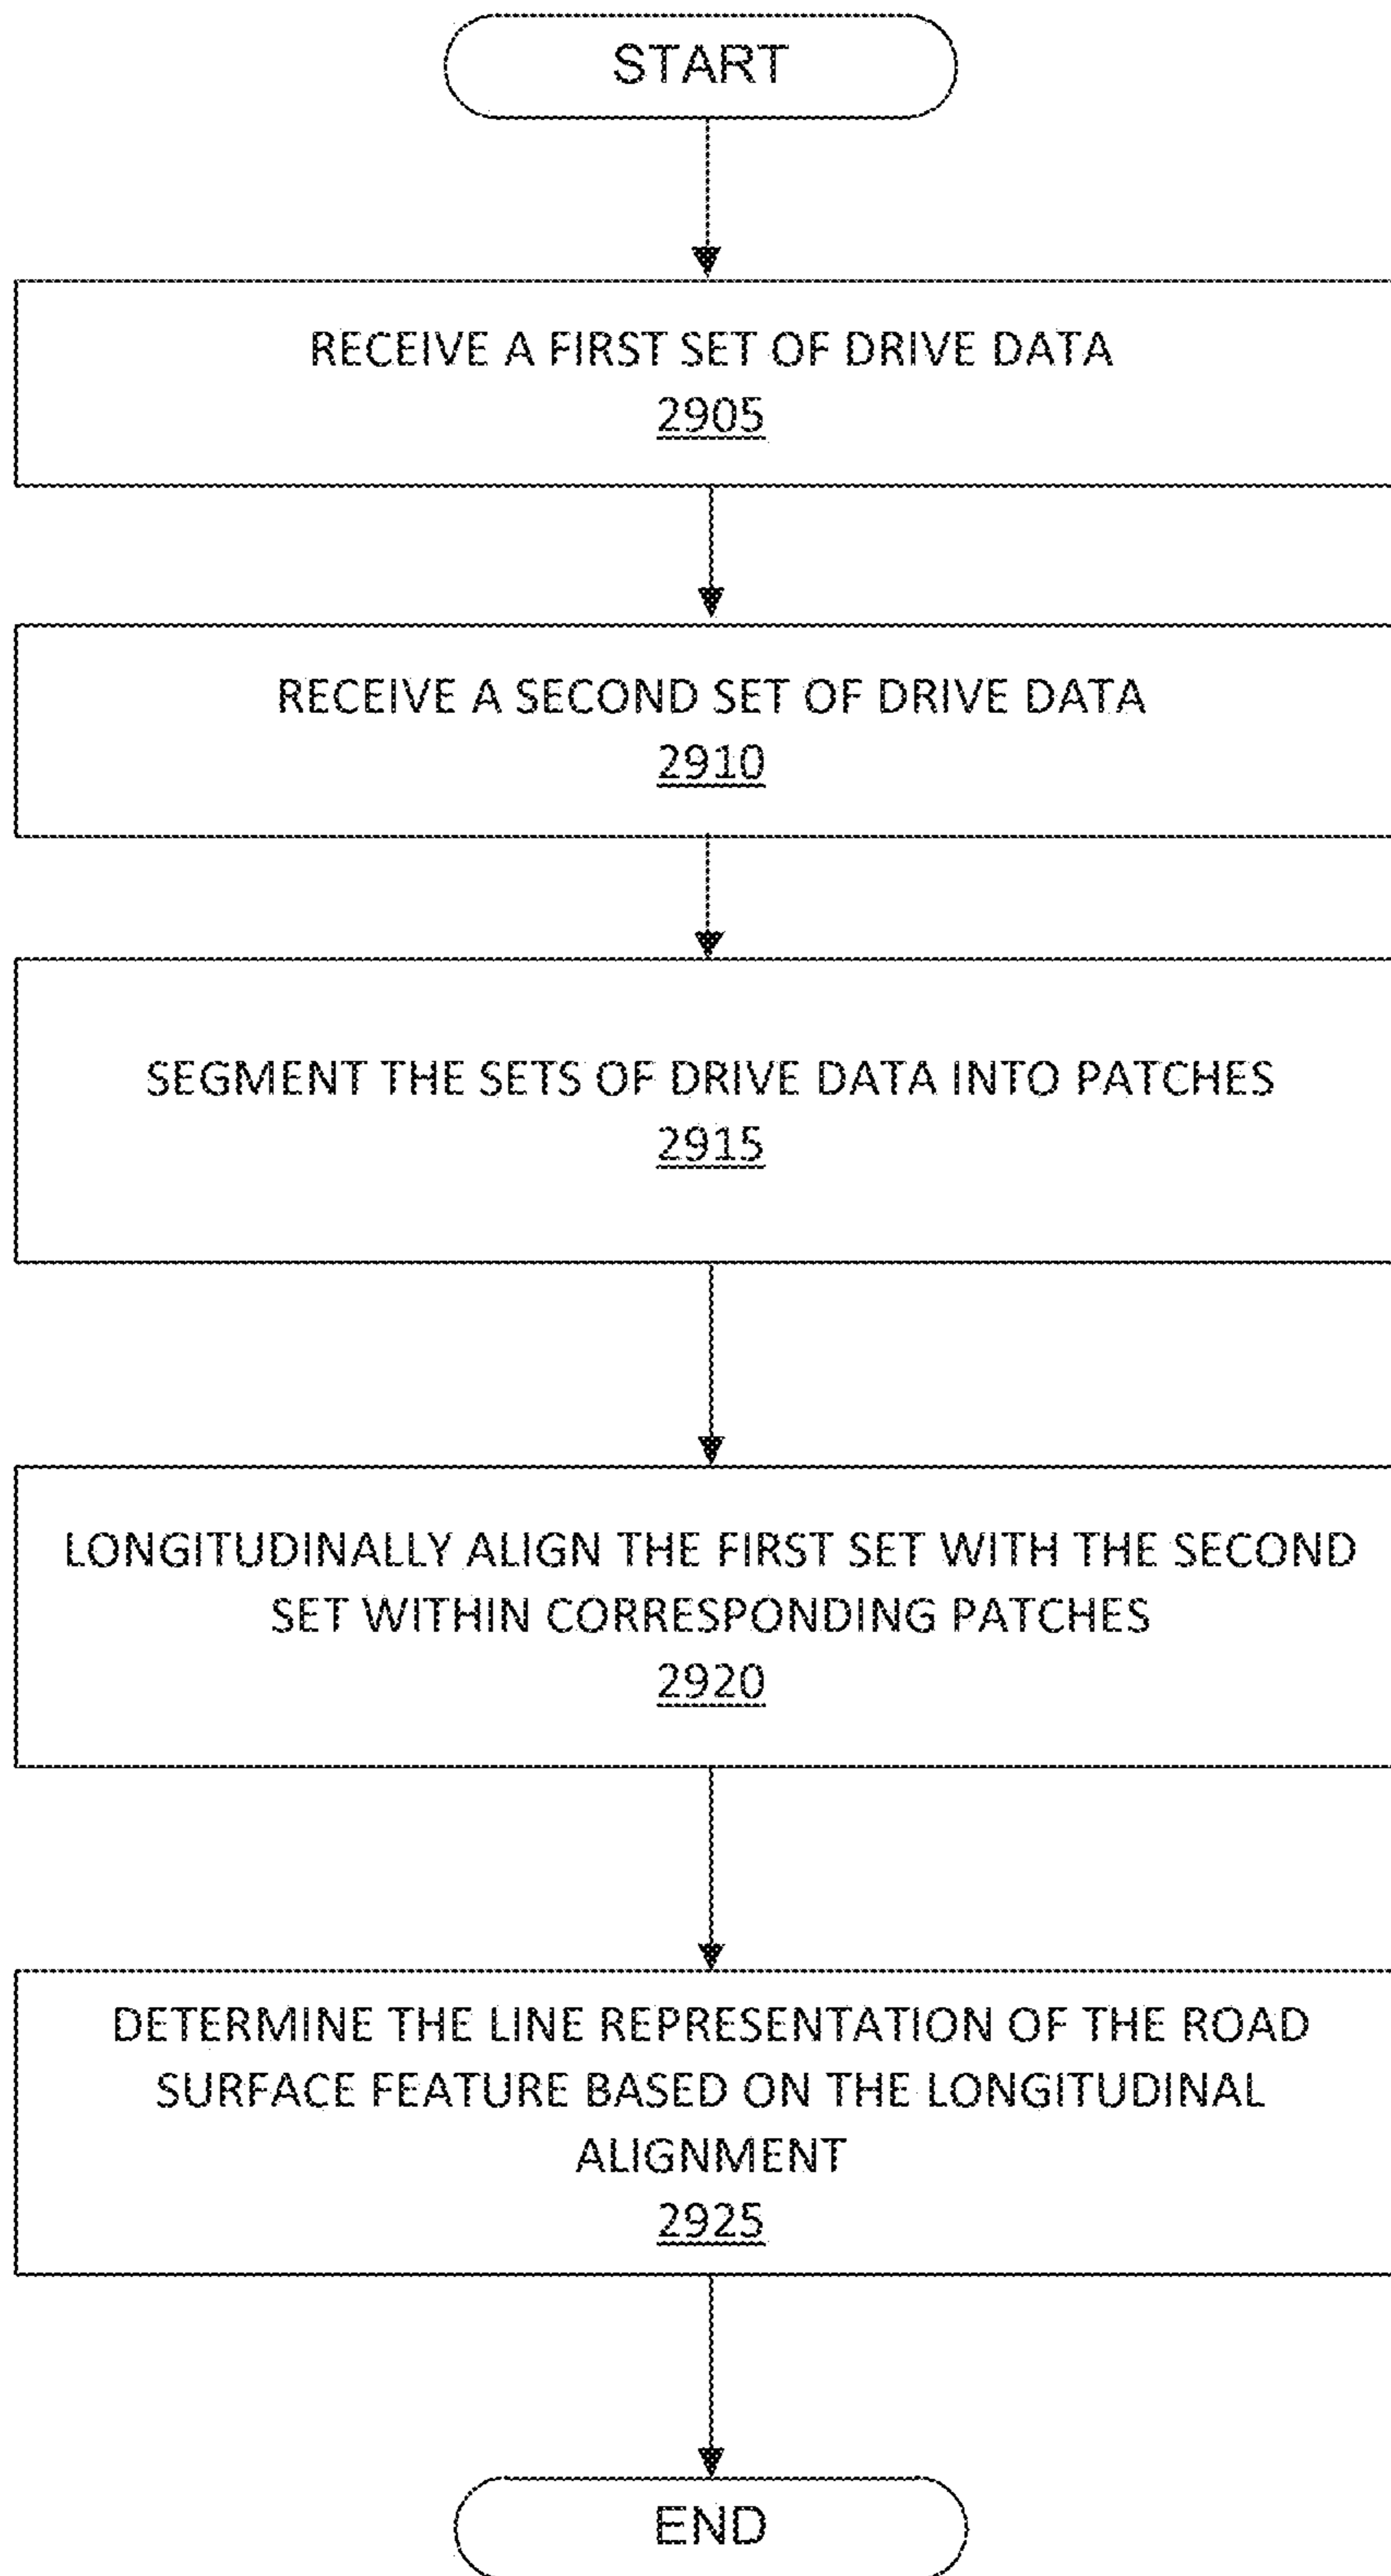 START
RECEIVE A FIRST SET OF DRIVE DATA
2905
RECEIVE A SECOND SET OF DRIVE DATA
2910
SEGMENT THE SETS OF DRIVE DATA INTO PATCHES
2915
LONGITUDINALLY ALIGN THE FIRST SET WITH THE SECOND
SET WITHIN CORRESPONDING PATCHES
2920
DETERMINE THE LINE REPRESENTATION OF THE ROAD
SURFACE FEATURE BASED ON THE LONGITUDINAL
ALIGNMENT
2925
END